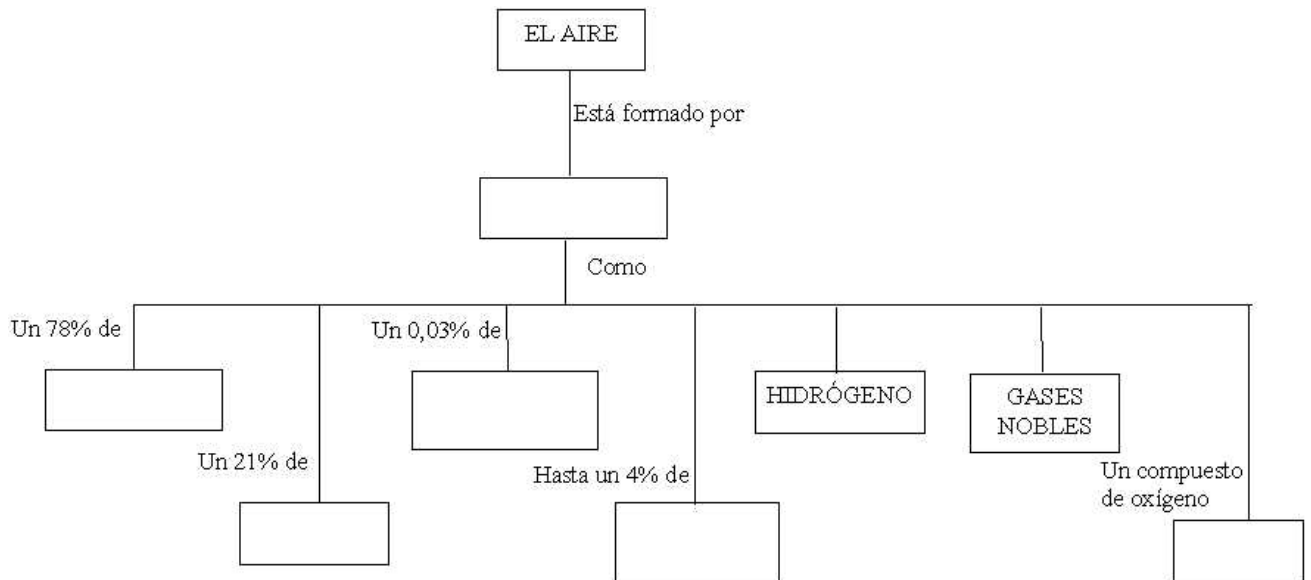 EL AIRE
Está formado por
Como
Un 78% de
Un 0,03% de
HIDRÓGENO
GASES
NOBLES
Un 21% de
Hasta un 4% de
Un compuesto
de oxígeno